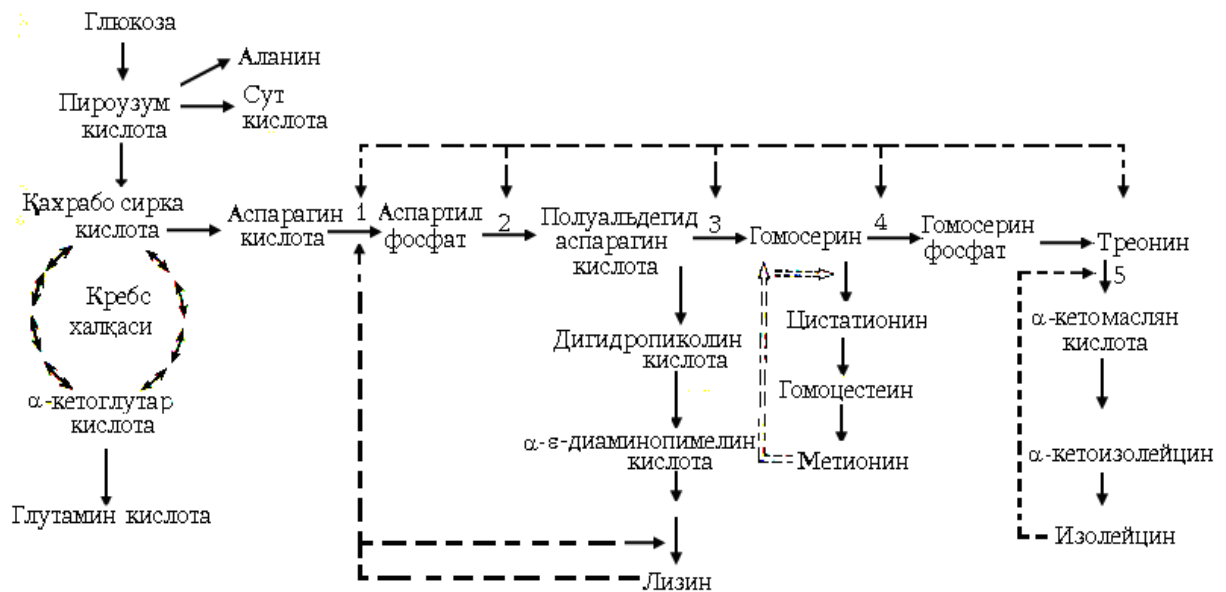 Глюкоза
Аланин
Пироузум
кислота
Сут
кислота
Қахрабо сирка
кислота
Аспарагин
кислота
1
Аспартил
фосфат
2
Полуальдегид
аспарагин
кислота
3
Гомосерин
4
Гомосерин
фосфат
Треонин
5
Кребс
халқаси
Дигидропиколин
кислота
Цистатионин
α-кетомаслян
кислота
α-кетоглутар
кислота
Гомоцестеин
α-ε-диаминопимелин
кислота
Метионин
α-кетоизолейцин
Глутамин кислота
Изолейцин
Лизин